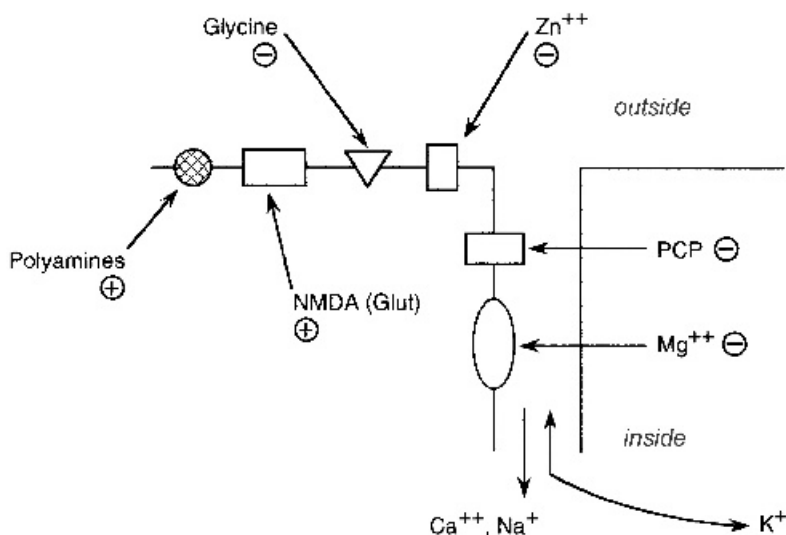 Glycine
⊖
Zn++
⊖
outside
Polyamines
⊕
NMDA (Glut)
⊕
PCP ⊖
Mg++ ⊖
inside
Ca++, Na+
K+